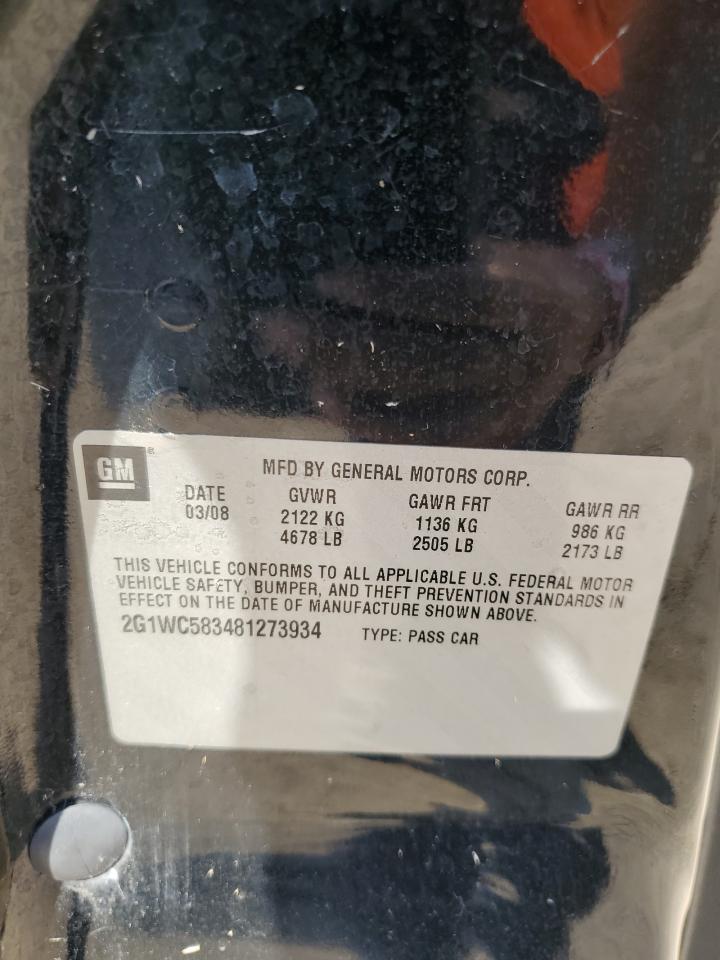 GM®
MFD BY GENERAL MOTORS CORP.
DATE GVWR GAWR FRT GAWR RR
03/08 2122 KG 1136 KG 986 KG
4678 LB 2505 LB 2173 LB
THIS VEHICLE CONFORMS TO ALL APPLICABLE U.S. FEDERAL MOTOR
VEHICLE SAFETY, BUMPER, AND THEFT PREVENTION STANDARDS IN
EFFECT ON THE DATE OF MANUFACTURE SHOWN ABOVE.
2G1WC583481273934 TYPE: PASS CAR